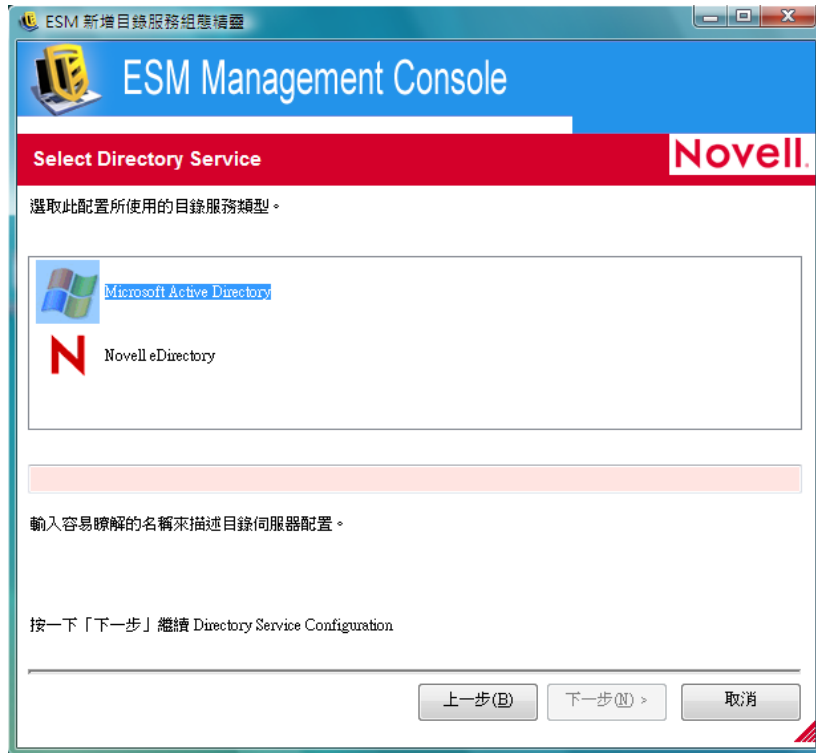 ESM 新增目錄服務組態精靈
ESM Management Console
Select Directory Service
Novell.
選取此配置所使用的目錄服務類型。
Microsoft Active Directory
N
Novell eDirectory
輸入容易瞭解的名稱來描述目錄伺服器配置。
按一下「下一步」繼續 Directory Service Configuration
上一步(B)
下一步(N) >
取消